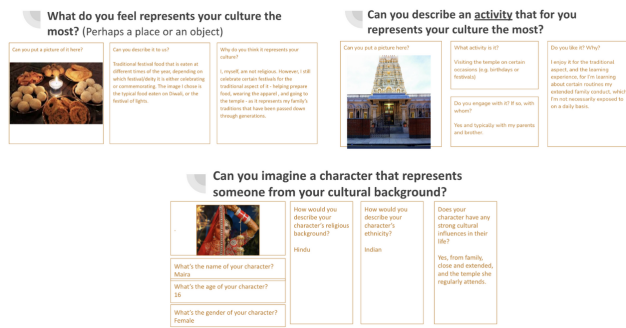 What do you feel represents your culture
the most? (Perhaps a place or an object)
Can you put a picture of it here?
Can you describe it to us?
Traditional festival food that is eaten at
different times of the year, depending on
which festival/deity it is either celebrating
or commemorating. The image I chose is
the typical food eaten on Diwali, or the
festival of lights.
Why do you think it represents your
culture?
I, myself, am not religious. However, I still
celebrate certain festivals for the
traditional aspect of it - helping prepare
food, wearing the apparel, and going to
the temple - as it represents my family's
traditions that have been passed down
through generations.
Can you describe an activity that for you
represents your culture the most?
Can you put a picture here?
What activity is it?
Visiting the temple on certain
occasions (e.g. birthdays or
festivals)
Do you engage with it? If so, with
whom?
Yes and typically with my parents
and brother.
Do you like it? Why?
I enjoy it for the traditional
aspect, and the learning
experience, for I'm learning
about certain routines my
extended family conduct, which
I'm not necessarily exposed to
on a daily basis.
Can you imagine a character that represents
someone from your cultural background?
What's the name of your character?
Maira
What's the age of your character?
16
What's the gender of your character?
Female
How would you
describe your
character's religious
background?
Hindu
How would you
describe your
character's
ethnicity?
Indian
Does your
character have any
strong cultural
influences in their
life?
Yes, from family,
close and extended,
and the temple she
regularly attends.